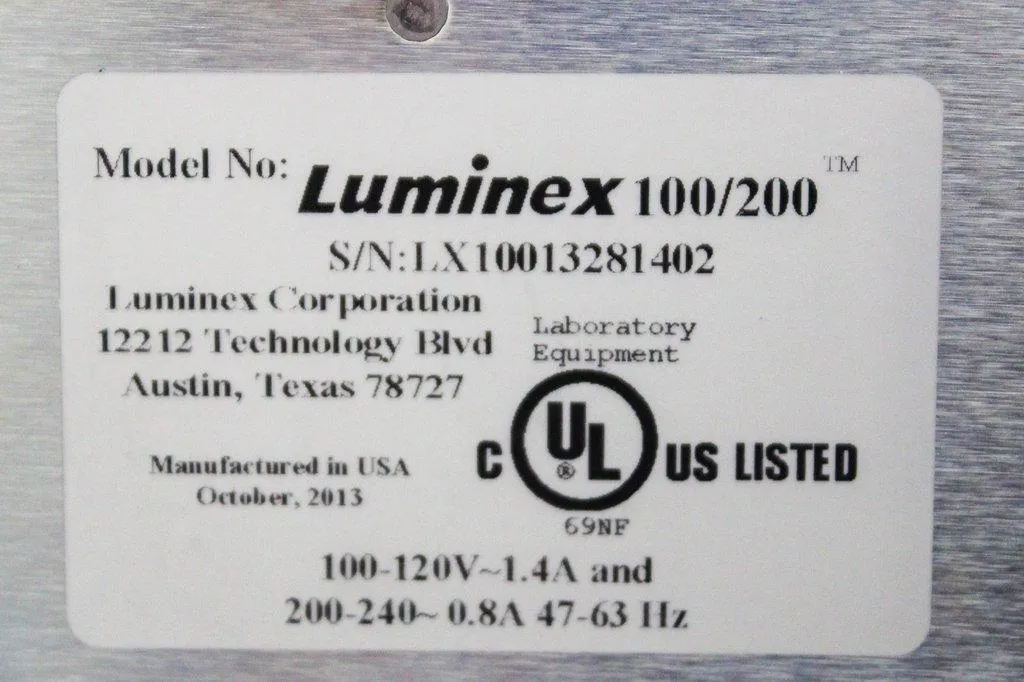 Model No: Luminex 100/200 ™
S/N:LX10013281402
Luminex Corporation
12212 Technology Blvd
Austin, Texas 78727
Laboratory
Equipment
Manufactured in USA
October, 2013
C UL ® US LISTED
69NF
100-120V~1.4A and
200-240~ 0.8A 47-63 Hz